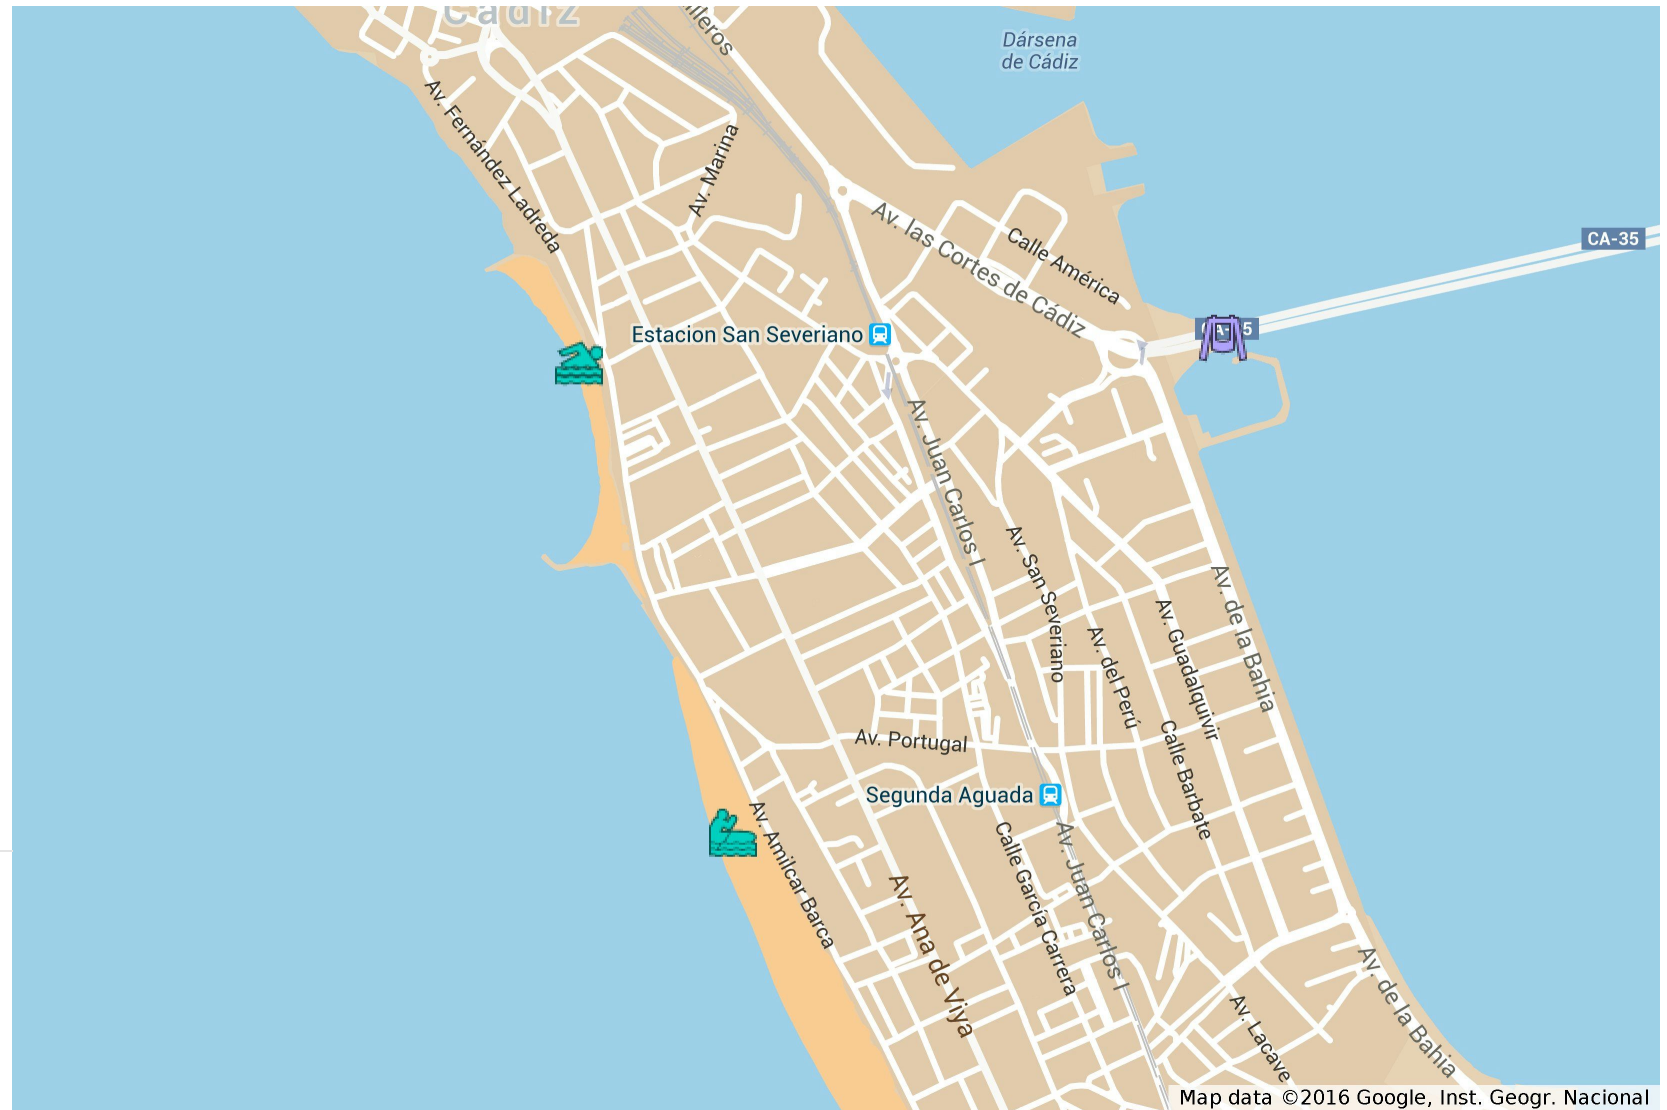 Cádiz
Dársena
de Cádiz
Av. Fernández Ladreda
Av. Marina
Av. las Cortes de Cádiz
Calle América
CA-35
Estacion San Severiano
Av. Juan Carlos I
Av. San Severiano
Av. de la Bahia
Av. Guadalquivir
Av. del Perú
Calle Barbate
Av. Portugal
Segunda Aguada
Av. Amilcar Barca
Calle García Carrera
Av. Juan Carlos I
Av. Ana de Viya
Av. de la Bahia
Av. Lacave
Map data ©2016 Google, Inst. Geogr. Nacional